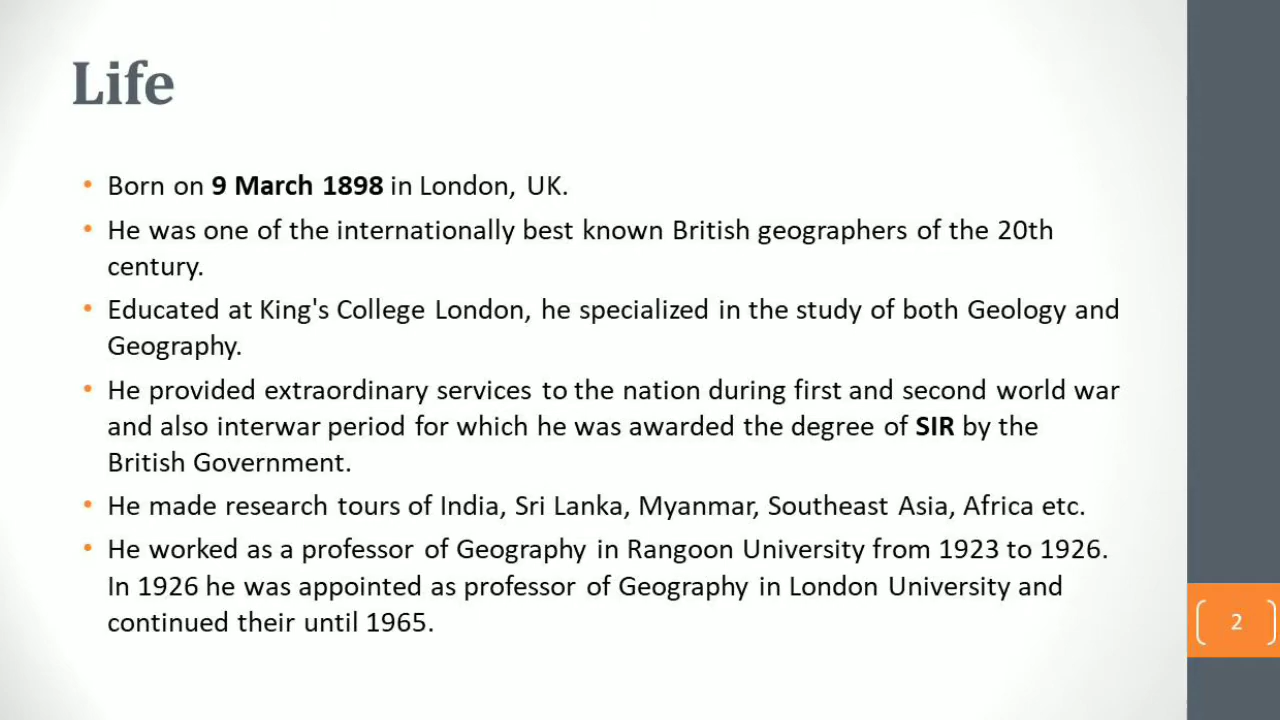 Life
• Born on 9 March 1898 in London, UK.
• He was one of the internationally best known British geographers of the 20th
century.
• Educated at King's College London, he specialized in the study of both Geology and
Geography.
• He provided extraordinary services to the nation during first and second world war
and also interwar period for which he was awarded the degree of SIR by the
British Government.
• He made research tours of India, Sri Lanka, Myanmar, Southeast Asia, Africa etc.
• He worked as a professor of Geography in Rangoon University from 1923 to 1926.
In 1926 he was appointed as professor of Geography in London University and
continued their until 1965.
2